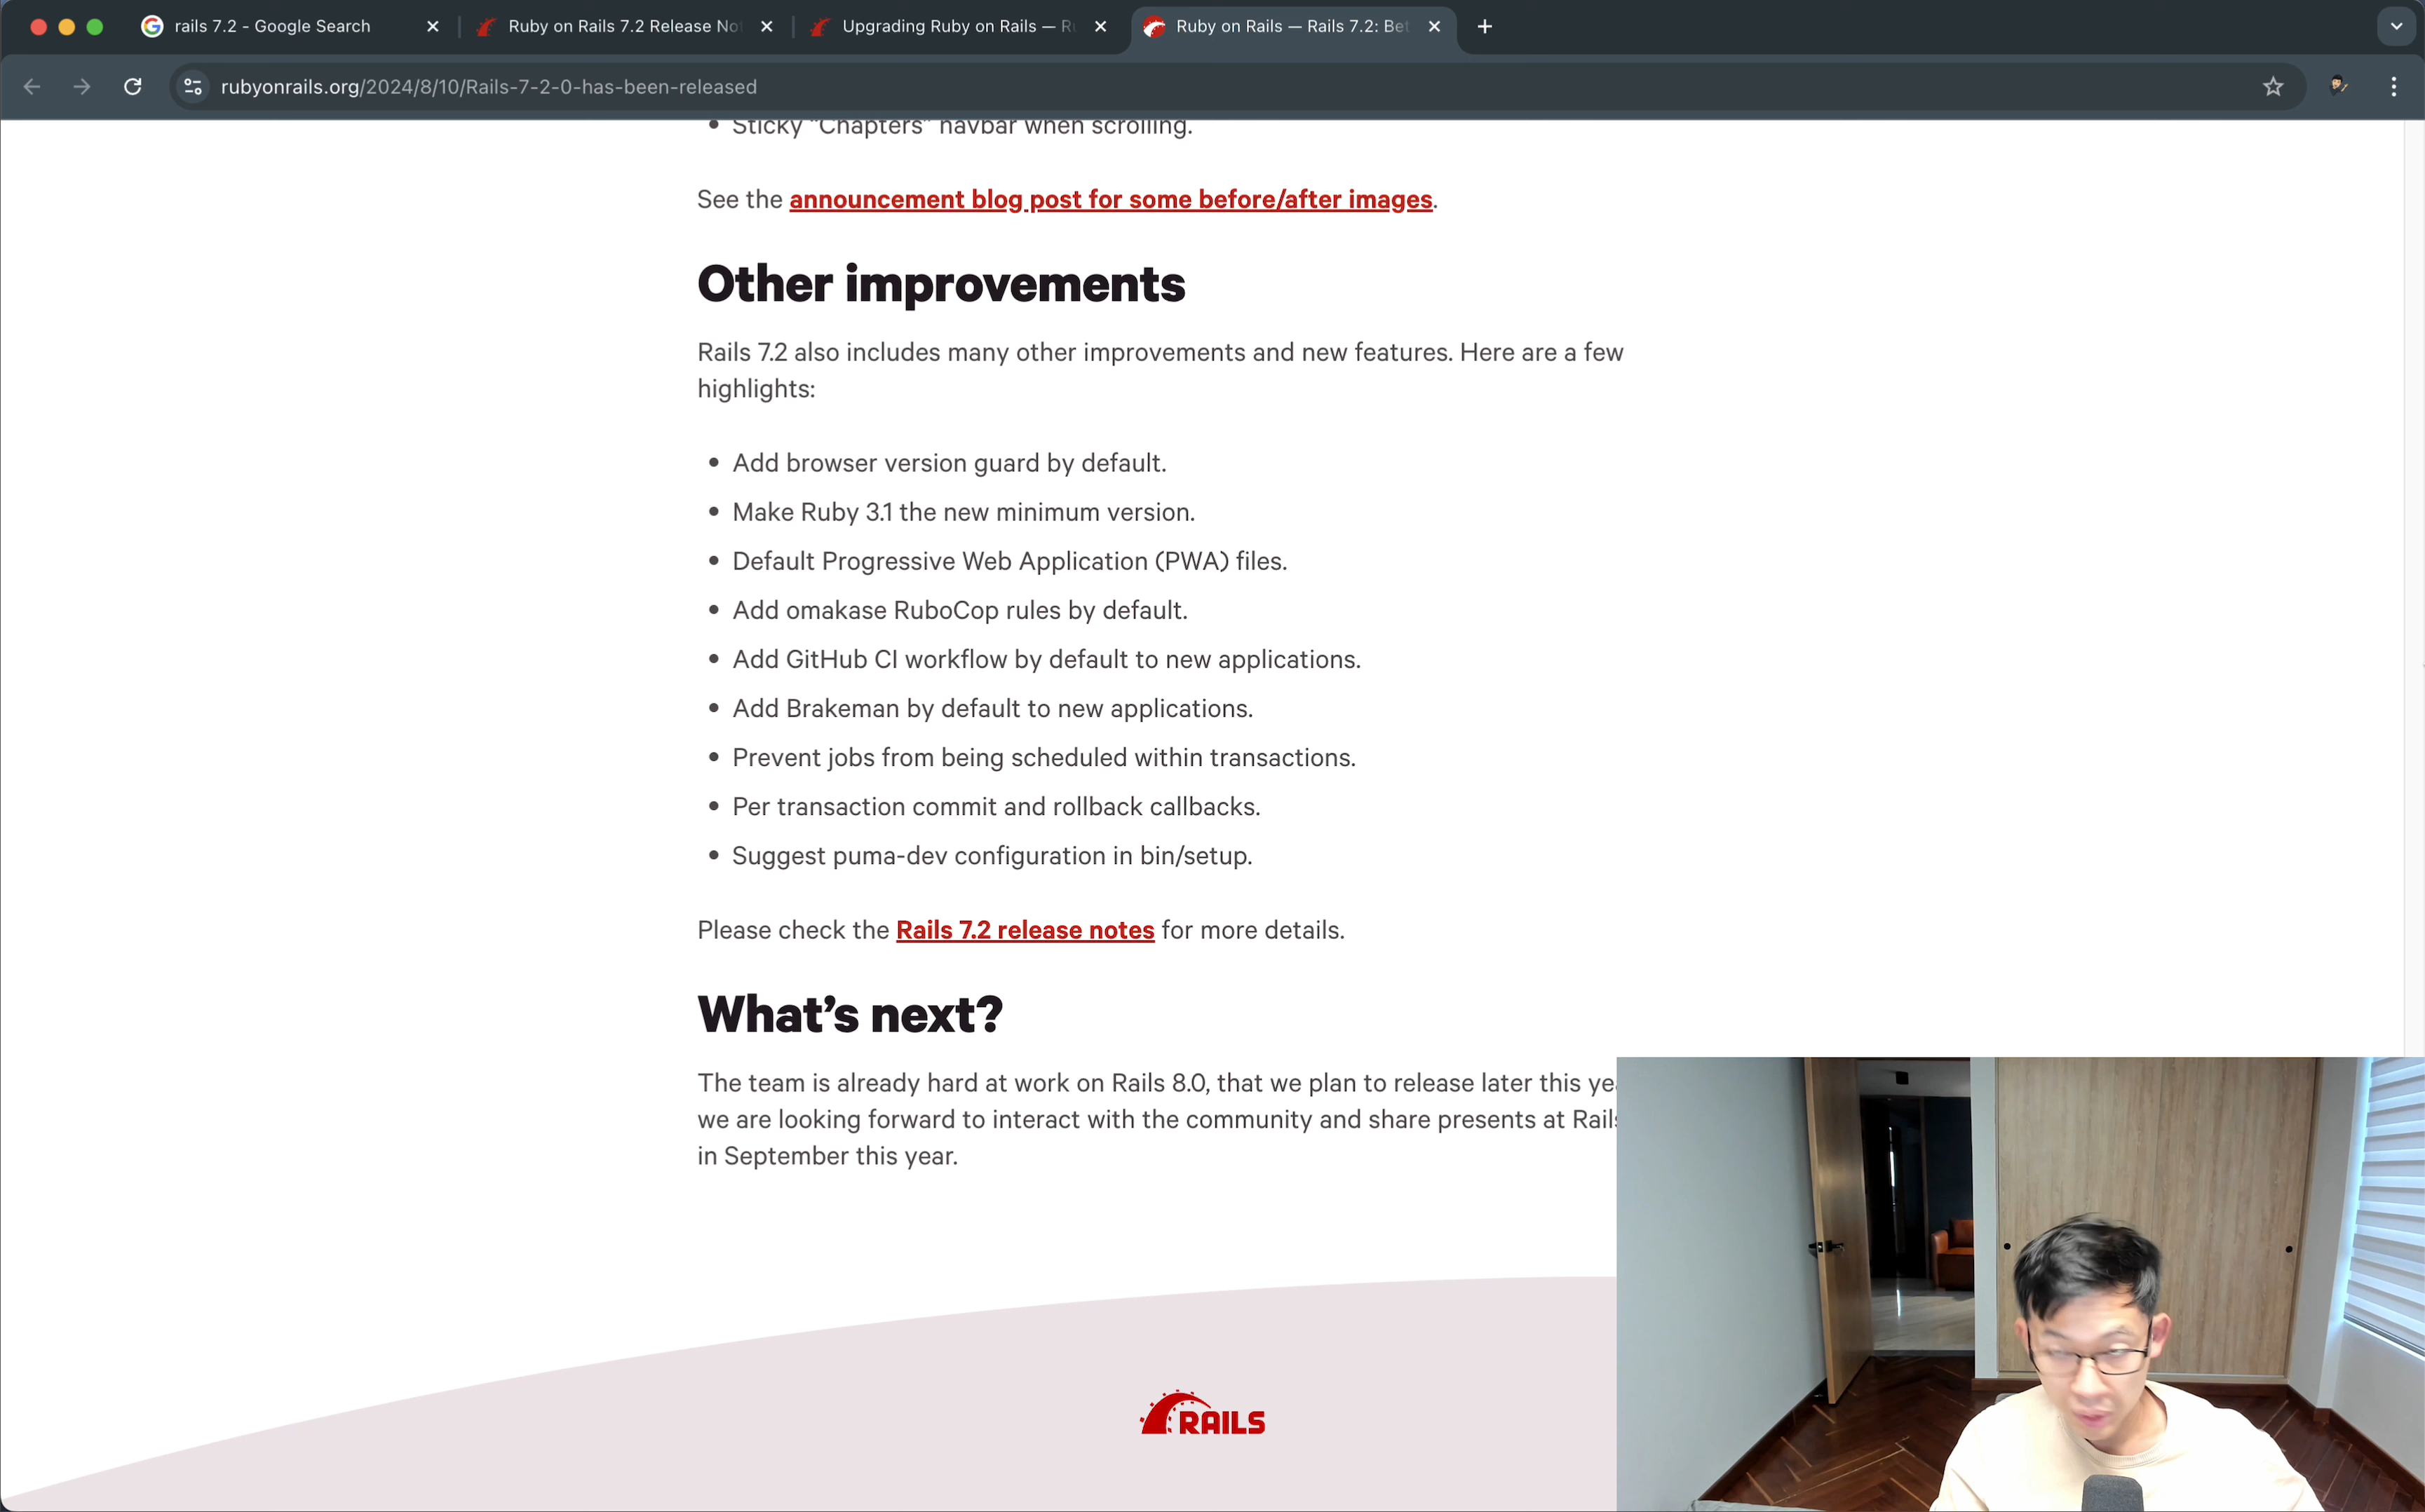 rails 7.2 - Google Search
Ruby on Rails 7.2 Release No
Upgrading Ruby on Rails — R
Ruby on Rails — Rails 7.2: Bet
rubyonrails.org/2024/8/10/Rails-7-2-0-has-been-released
Sticky "Chapters" navbar when scrolling.
See the announcement blog post for some before/after images.
Other improvements
Rails 7.2 also includes many other improvements and new features. Here are a few
highlights:
• Add browser version guard by default.
• Make Ruby 3.1 the new minimum version.
• Default Progressive Web Application (PWA) files.
• Add omakase RuboCop rules by default.
• Add GitHub CI workflow by default to new applications.
• Add Brakeman by default to new applications.
• Prevent jobs from being scheduled within transactions.
• Per transaction commit and rollback callbacks.
• Suggest puma-dev configuration in bin/setup.
Please check the Rails 7.2 release notes for more details.
What's next?
The team is already hard at work on Rails 8.0, that we plan to release later this
we are looking forward to interact with the community and share presents at
in September this year.
RAILS